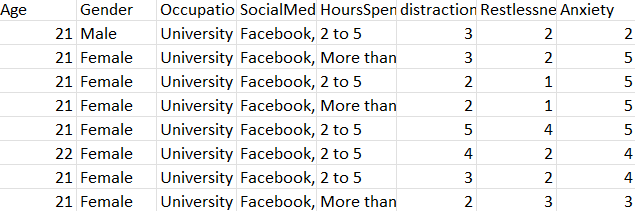 Age Gender Occupatio SocialMed HoursSpen distraction Restlessne Anxiety
21 Male University Facebook, 2 to 5 3 2 2
21 Female University Facebook, More than 3 2 5
21 Female University Facebook, 2 to 5 2 1 5
21 Female University Facebook, More than 2 1 5
21 Female University Facebook, 2 to 5 5 4 5
22 Female University Facebook, 2 to 5 4 2 4
21 Female University Facebook, 2 to 5 3 2 4
21 Female University Facebook, More than 2 3 3